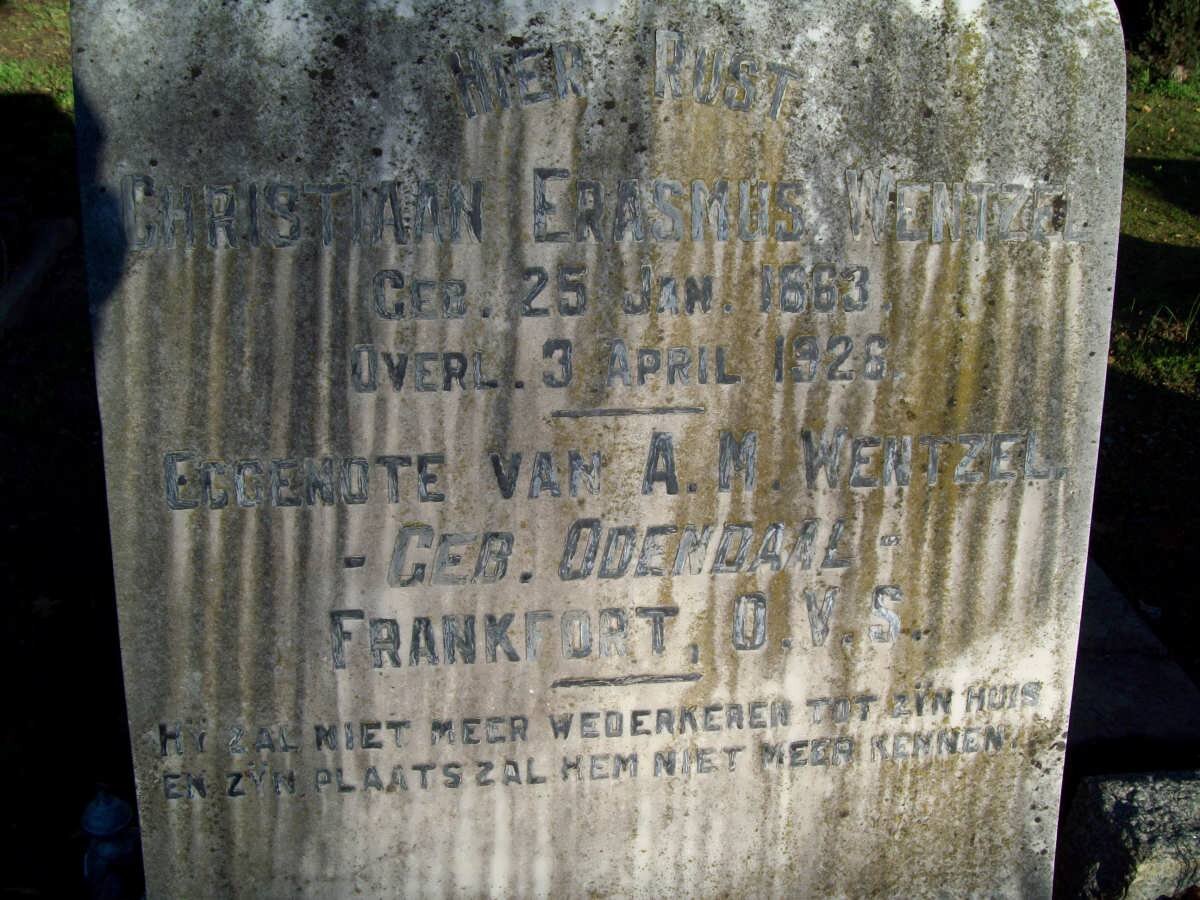 HIER RUST
CHRISTIAAN ERASMUS WENTZEL
GEB. 25 JAN. 1863.
OVERL. 3 APRIL 1926.
ECGENOTE VAN A. M. WENTZEL,
- GEB. ODENDAAL -
FRANKFORT, O.V.S.
HY ZAL NIET MEER WEDERKEREN TOT ZYN HUIS
EN ZYN PLAATS ZAL HEM NIET MEER KENNEN.